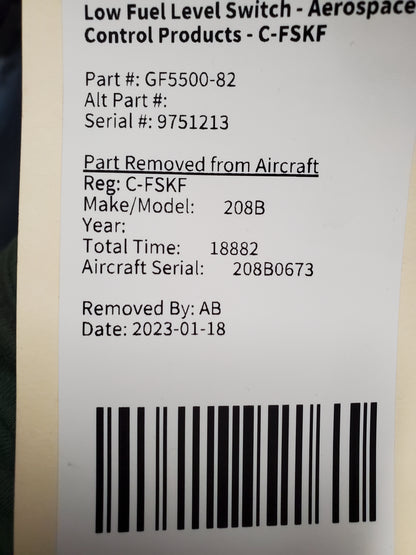 Low Fuel Level Switch - Aerospace
Control Products - C-FSKF
Part #: GF5500-82
Alt Part #:
Serial #: 9751213
Part Removed from Aircraft
Reg: C-FSKF
Make/Model: 208B
Year:
Total Time: 18882
Aircraft Serial: 208B0673
Removed By: AB
Date: 2023-01-18